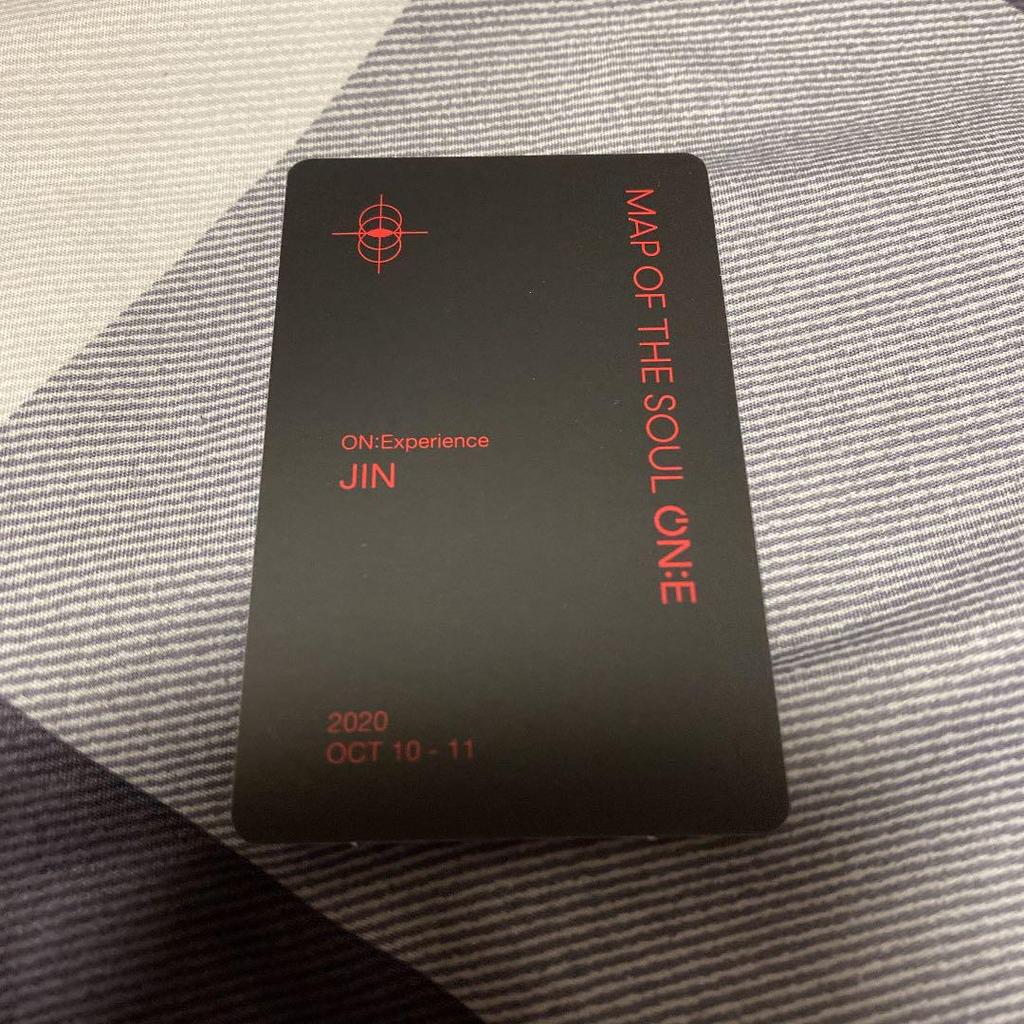 MAP OF THE SOUL ON:E
ON:Experience
JIN
2020
OCT 10 - 11